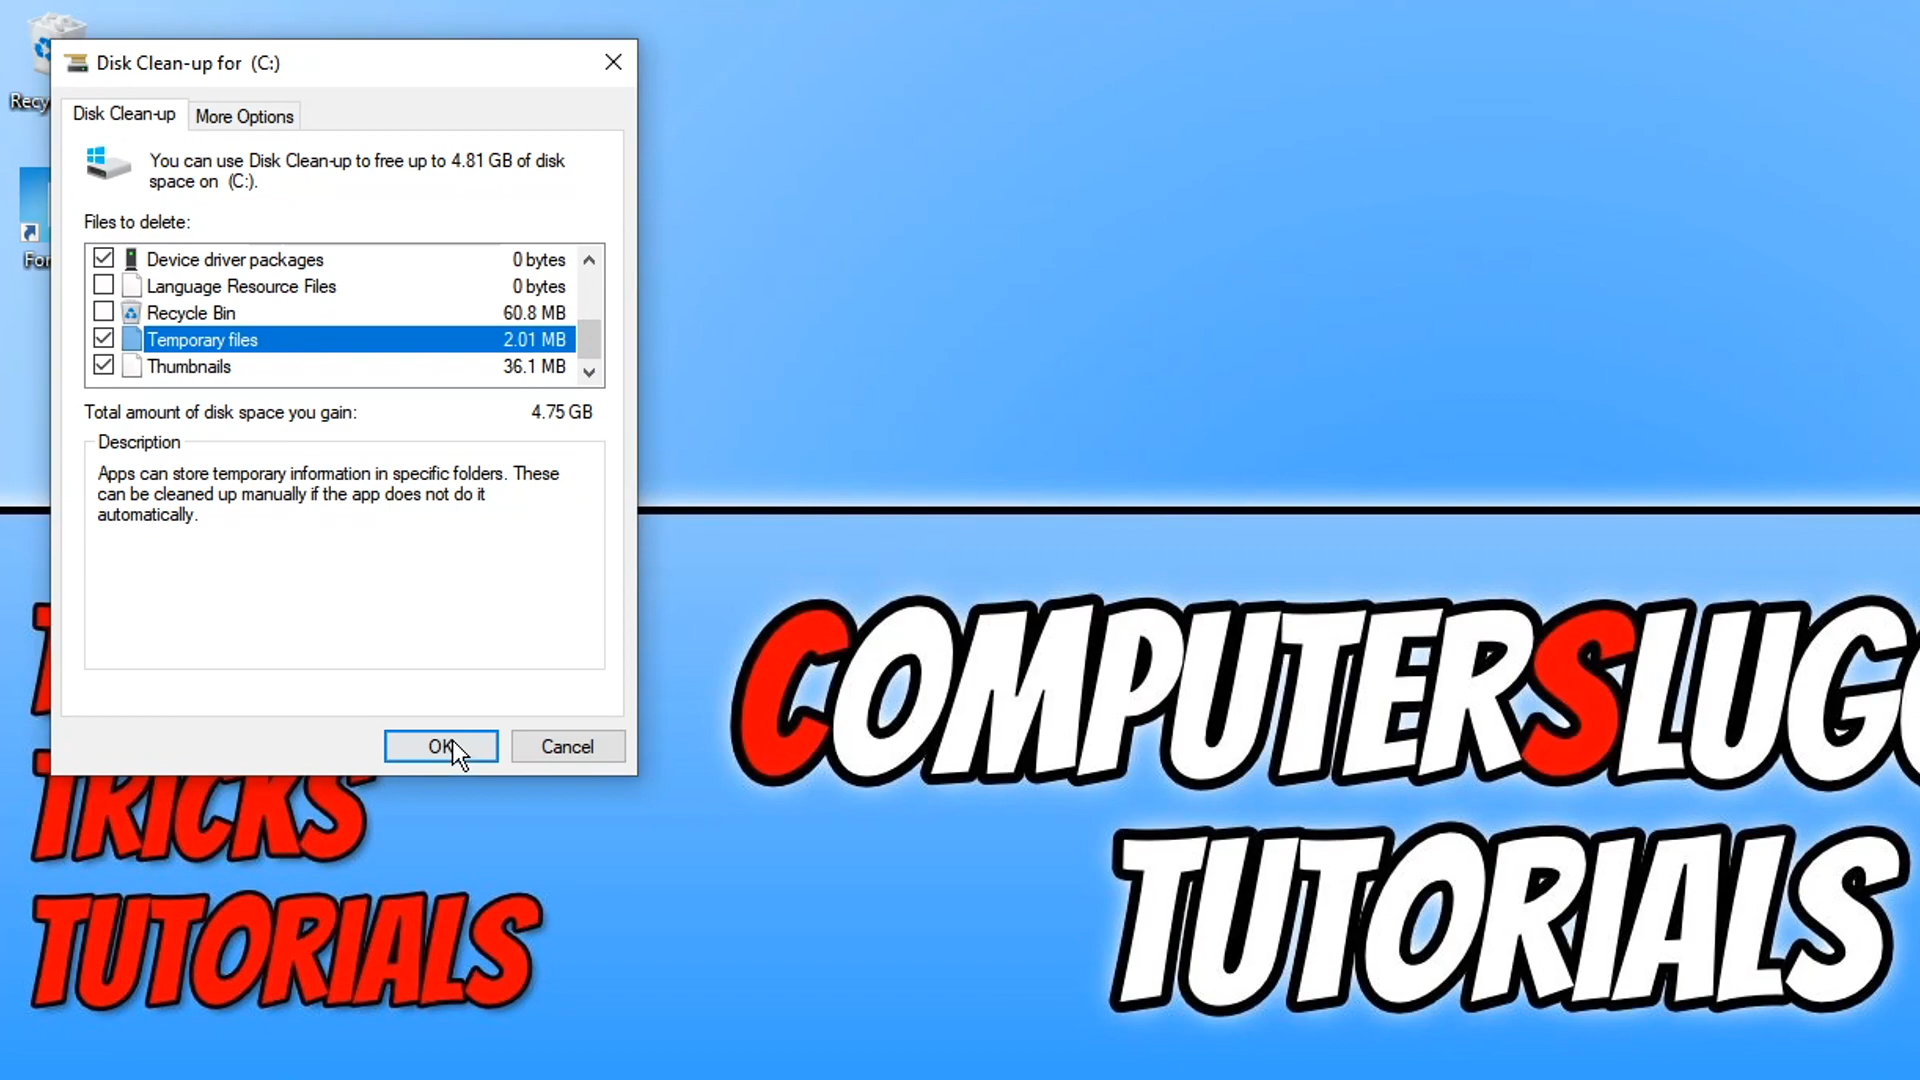 Recy
For
Disk Clean-up for (C:)
Disk Clean-up
More Options
You can use Disk Clean-up to free up to 4.81 GB of disk
space on (C:).
Files to delete:
Device driver packages 0 bytes
Language Resource Files 0 bytes
Recycle Bin 60.8 MB
Temporary files 2.01 MB
Thumbnails 36.1 MB
Total amount of disk space you gain: 4.75 GB
Description
Apps can store temporary information in specific folders. These
can be cleaned up manually if the app does not do it
automatically.
OK
Cancel
TRICKS
TUTORIALS
COMPUTERSLUGG
TUTORIALS